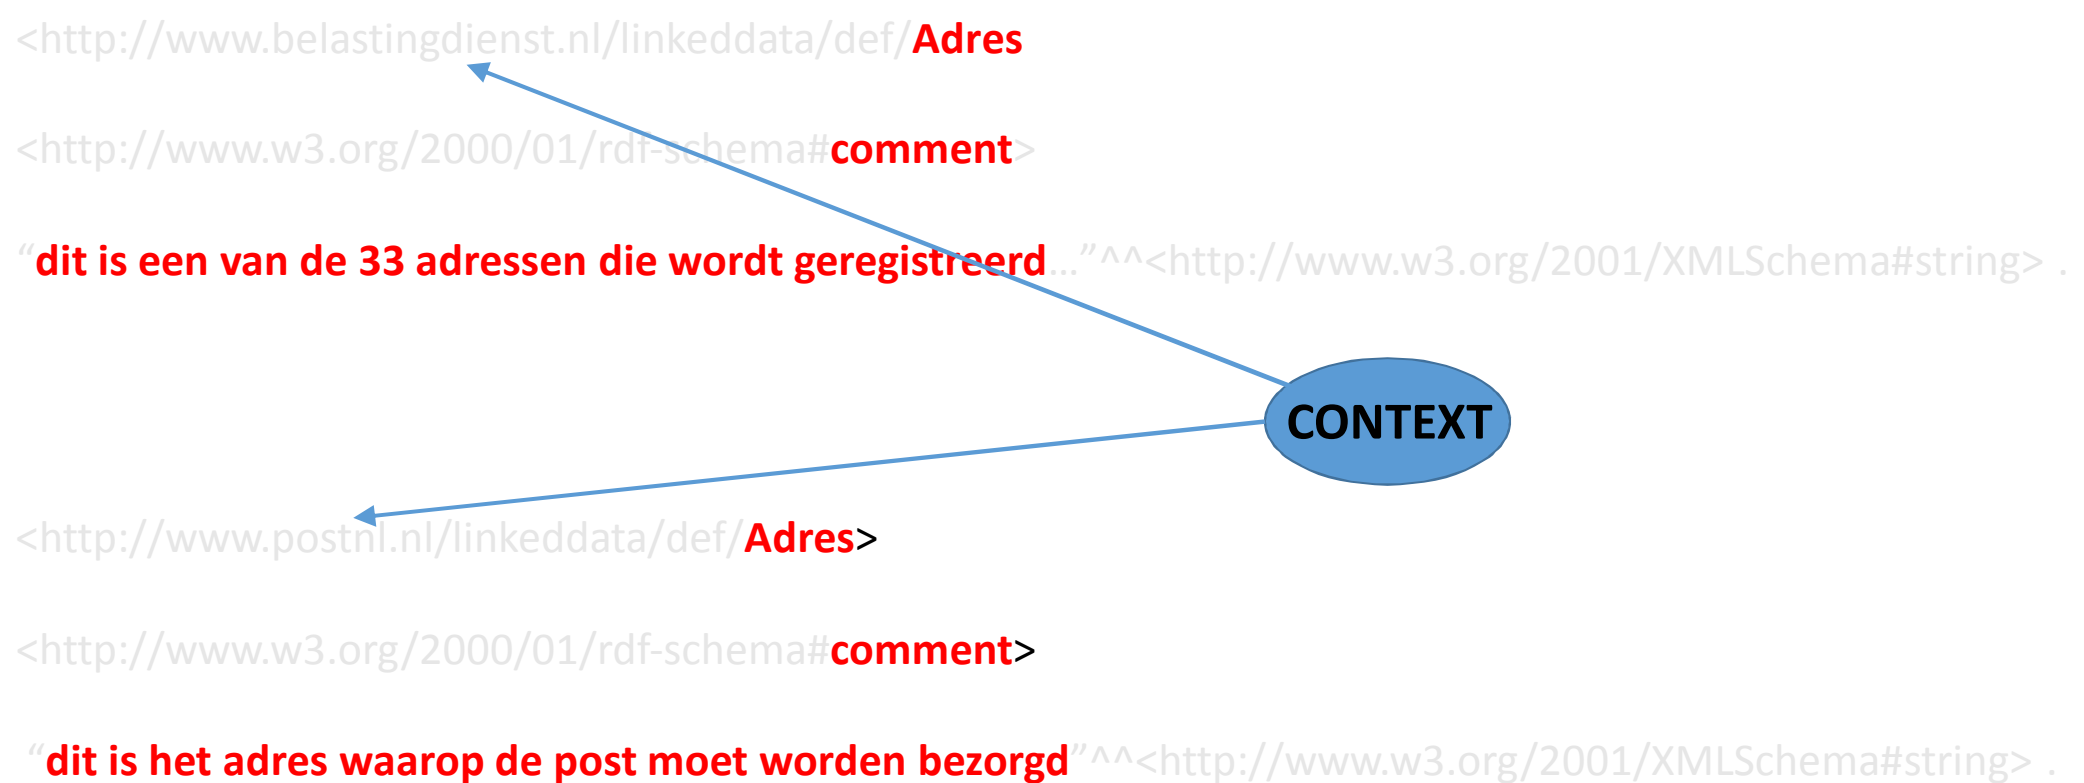 <http://www.belastingdienst.nl/linkeddata/def/Adres
<http://www.w3.org/2000/01/rdf-schema#comment>
“dit is een van de 33 adressen die wordt geregistreerd…”^^<http://www.w3.org/2001/XMLSchema#string> .
CONTEXT
<http://www.postnl.nl/linkeddata/def/Adres>
<http://www.w3.org/2000/01/rdf-schema#comment>
“dit is het adres waarop de post moet worden bezorgd”^^<http://www.w3.org/2001/XMLSchema#string> .